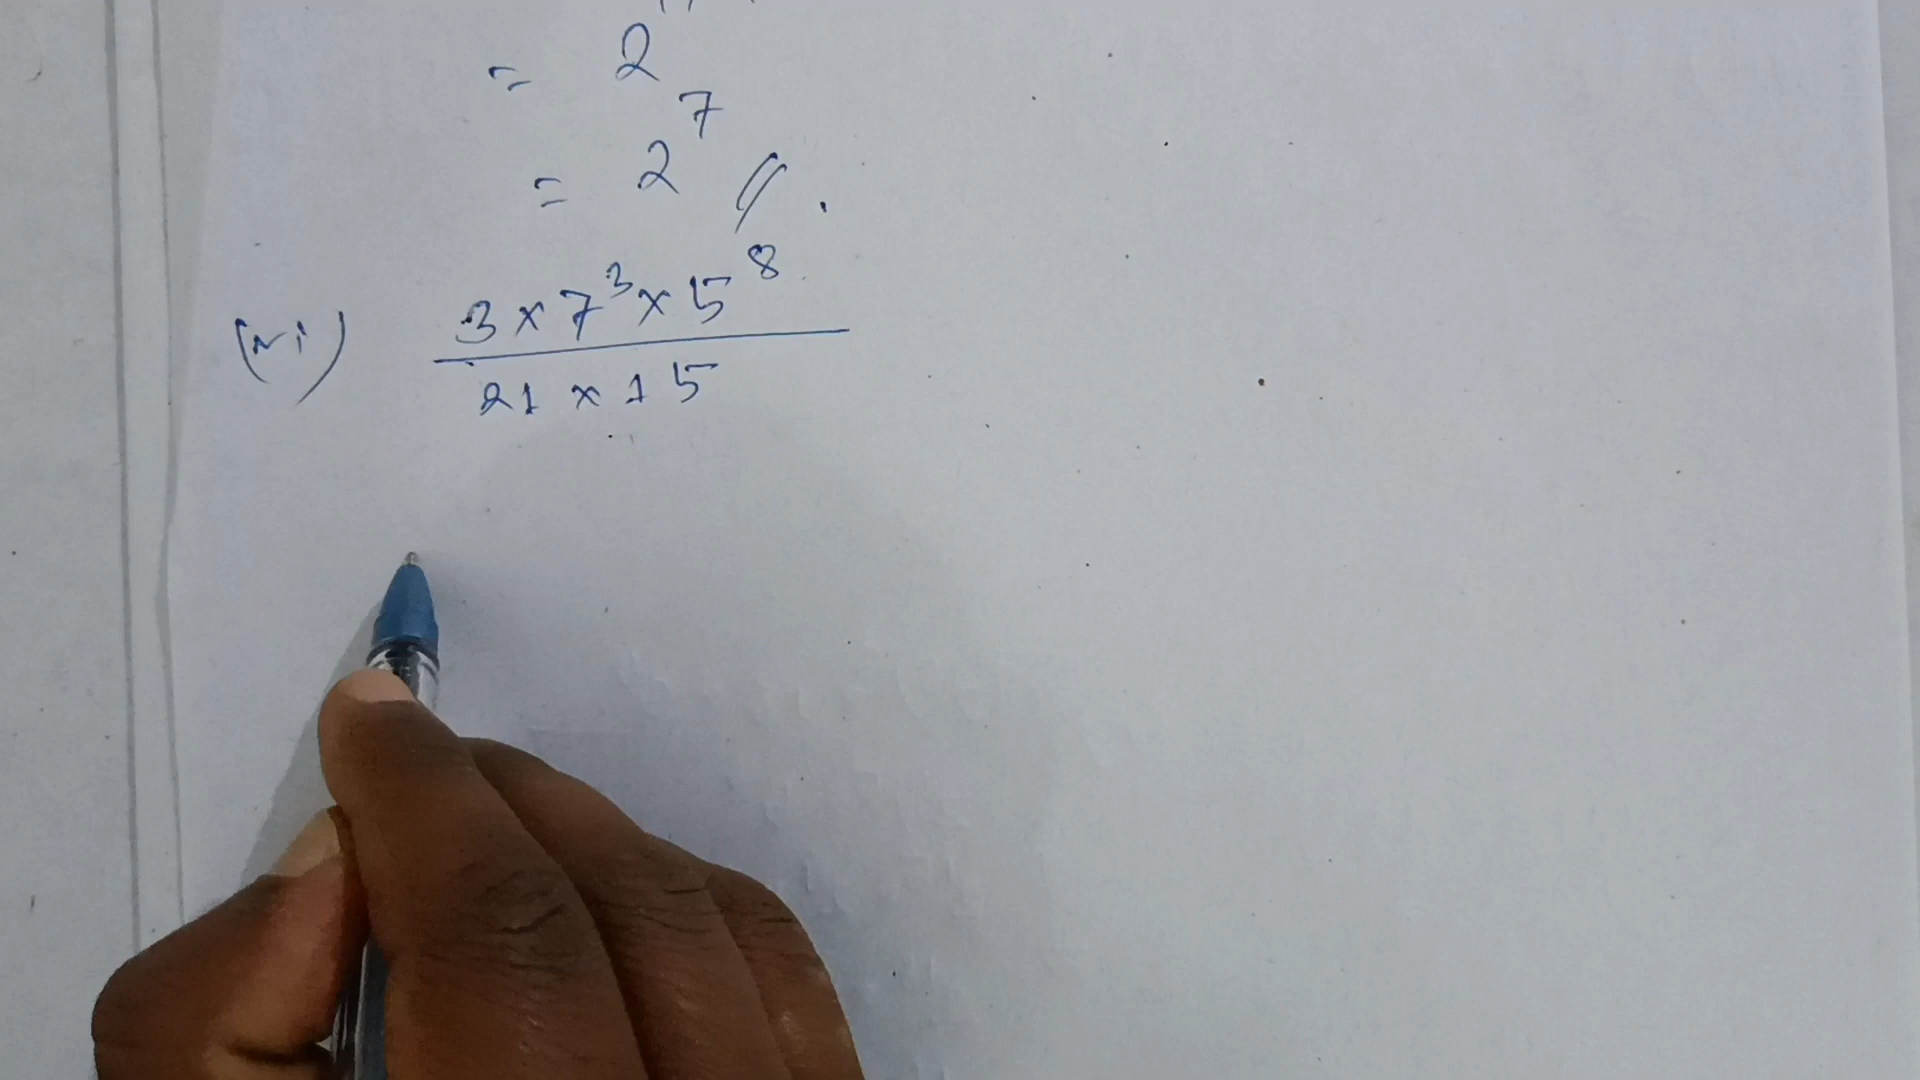 = 2
= 2⁷ //.
(vi) 3 × 7³ × 5⁸
21 × 15